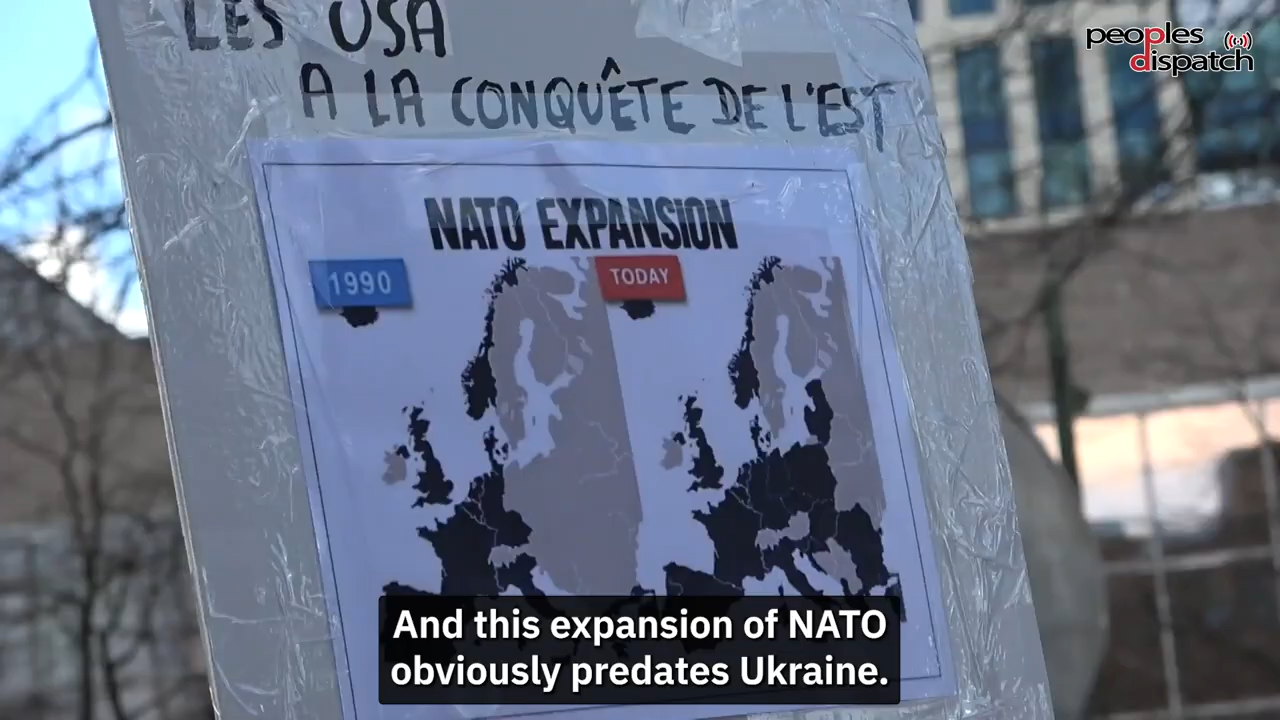 LES USA
A LA CONQUÊTE DE L'EST
peoples
dispatch
NATO EXPANSION
1990
TODAY
And this expansion of NATO
obviously predates Ukraine.